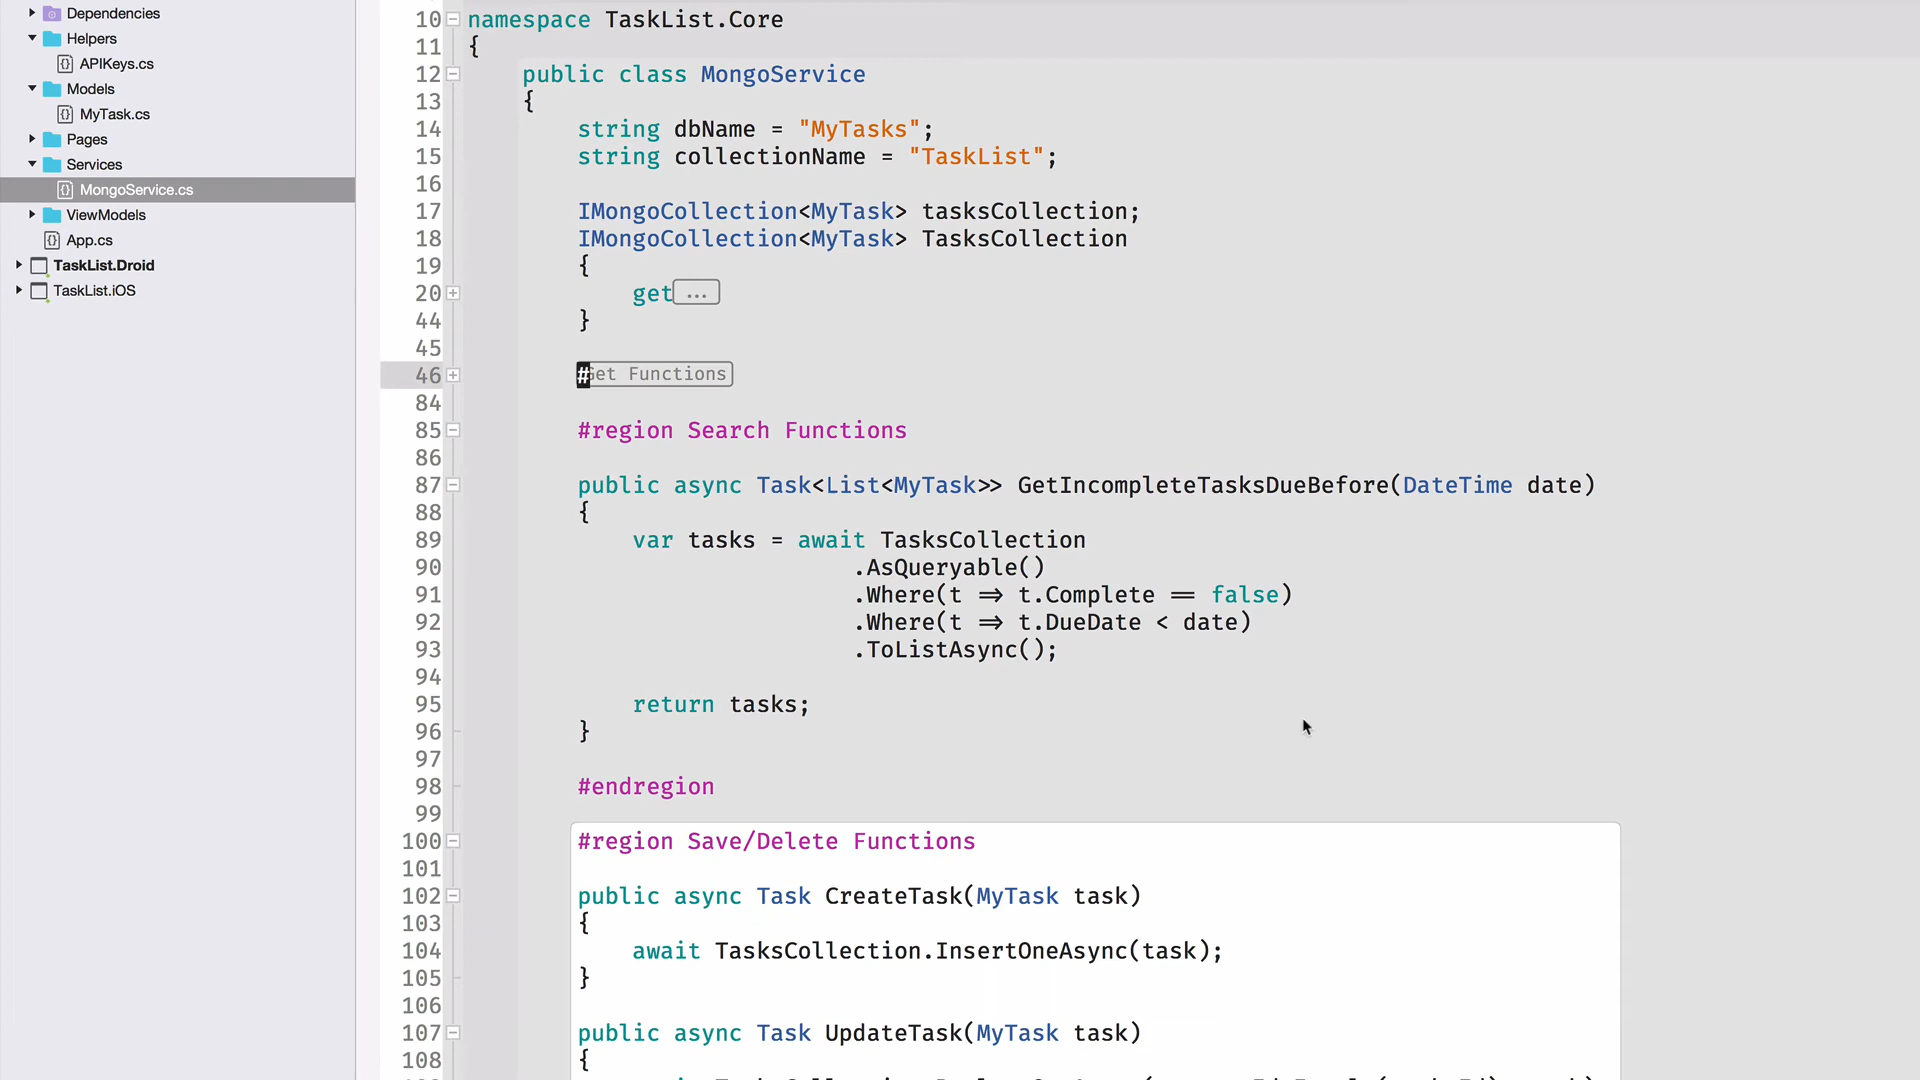 Dependencies
Helpers
APIKeys.cs
Models
MyTask.cs
Pages
Services
MongoService.cs
ViewModels
App.cs
TaskList.Droid
TaskList.iOS
10 namespace TaskList.Core
11 {
12 public class MongoService
13 {
14 string dbName = "MyTasks";
15 string collectionName = "TaskList";
16
17 IMongoCollection<MyTask> tasksCollection;
18 IMongoCollection<MyTask> TasksCollection
19 {
20 get ...
44 }
45
46 #et Functions
84
85 #region Search Functions
86
87 public async Task<List<MyTask>> GetIncompleteTasksDueBefore(DateTime date)
88 {
89 var tasks = await TasksCollection
90 .AsQueryable()
91 .Where(t => t.Complete == false)
92 .Where(t => t.DueDate < date)
93 .ToListAsync();
94
95 return tasks;
96 }
97
98 #endregion
99
100 #region Save/Delete Functions
101
102 public async Task CreateTask(MyTask task)
103 {
104 await TasksCollection.InsertOneAsync(task);
105 }
106
107 public async Task UpdateTask(MyTask task)
108 {